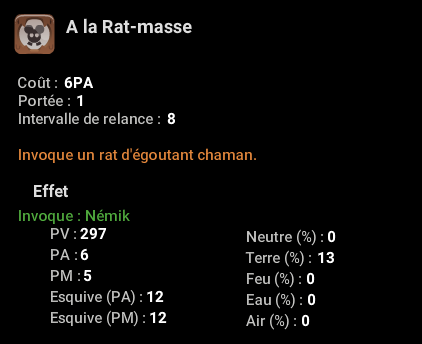 A la Rat-masse
Coût : 6PA
Portée : 1
Intervalle de relance : 8
Invoque un rat d'égoutant chaman.
Effet
Invoque : Némik
PV : 297
PA : 6
PM : 5
Esquive (PA) : 12
Esquive (PM) : 12
Neutre (%) : 0
Terre (%) : 13
Feu (%) : 0
Eau (%) : 0
Air (%) : 0